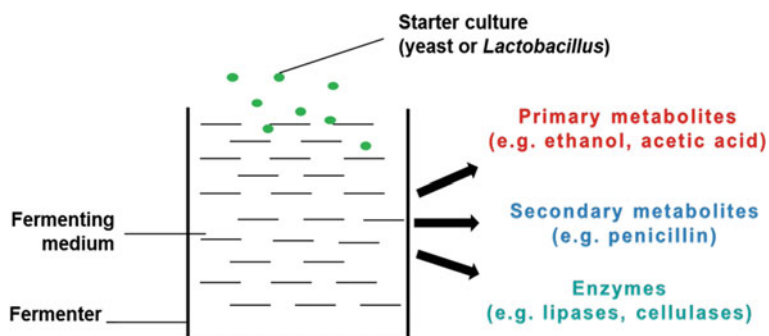 Starter culture
(yeast or Lactobacillus)
Primary metabolites
(e.g. ethanol, acetic acid)
Fermenting
medium
Secondary metabolites
(e.g. penicillin)
Enzymes
(e.g. lipases, cellulases)
Fermenter